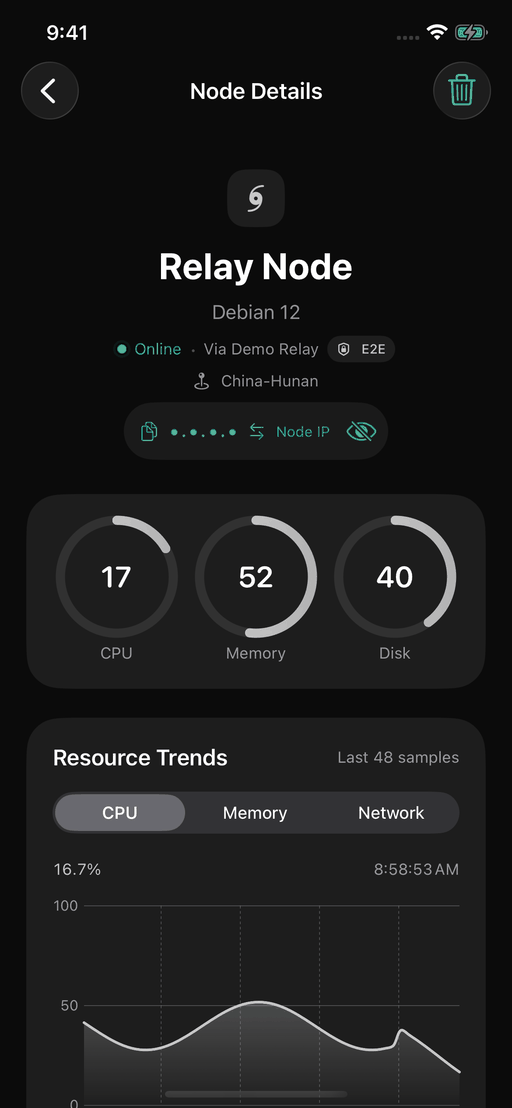 9:41
Node Details
Relay Node
Debian 12
Online · Via Demo Relay E2E
China-Hunan
•.•.•.• Node IP
17 52 40
CPU Memory Disk
Resource Trends Last 48 samples
CPU Memory Network
16.7% 8:58:53 AM
100
50
0